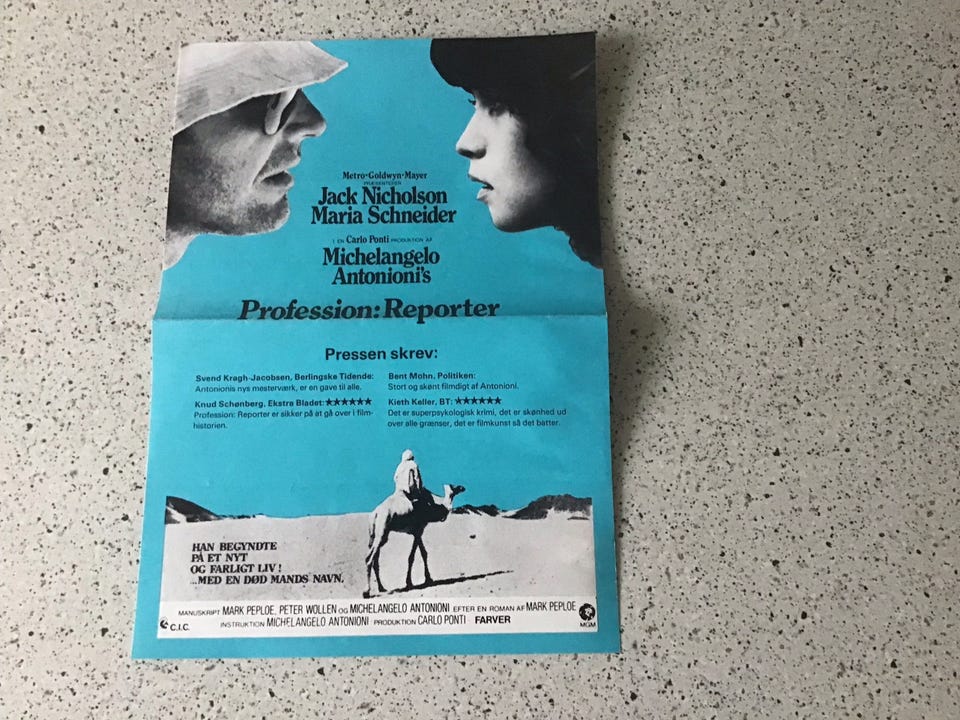 Metro-Goldwyn-Mayer
PRÆSENTERER
Jack Nicholson
Maria Schneider
I EN Carlo Ponti PRODUKTION AF
Michelangelo
Antonioni's
Profession: Reporter
Pressen skrev:
Svend Kragh-Jacobsen, Berlingske Tidende:
Antonionis nys mesterværk, er en gave til alle.
Knud Schønberg, Ekstra Bladet: ★★★★★★
Profession: Reporter er sikker på at gå over i film-
historien.
Bent Mohn, Politiken:
Stort og skønt filmdigt af Antonioni.
Kieth Keller, BT: ★★★★★★
Det er superpsykologisk krimi, det er skønhed ud
over alle grænser, det er filmkunst så det batter.
HAN BEGYNDTE
PÅ ET NYT
OG FARLIGT LIV!
...MED EN DØD MANDS NAVN.
MANUSKRIPT MARK PEPLOE, PETER WOLLEN OG MICHELANGELO ANTONIONI EFTER EN ROMAN AF MARK PEPLOE
C.I.C. INSTRUKTION MICHELANGELO ANTONIONI PRODUKTION CARLO PONTI FARVER MGM